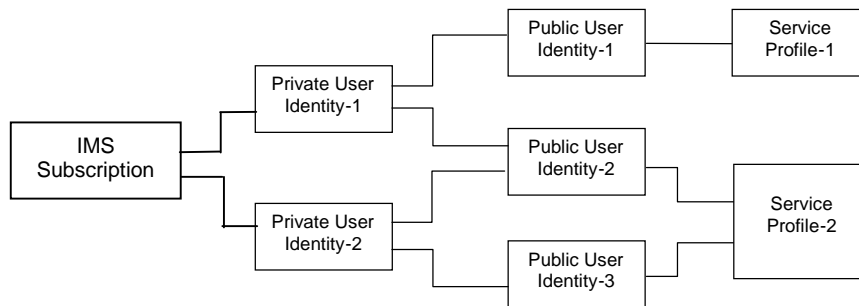 IMS
Subscription
Private User
Identity-1
Private User
Identity-2
Public User
Identity-1
Public User
Identity-2
Public User
Identity-3
Service
Profile-1
Service
Profile-2